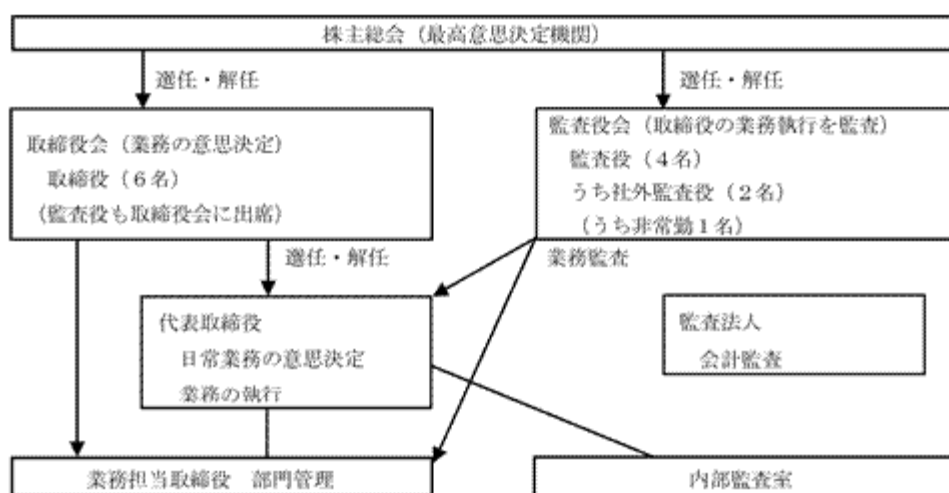 株主総会（最高意思決定機関）
選任・解任
選任・解任
取締役会（業務の意思決定）
取締役（６名）
（監査役も取締役会に出席）
監査役会（取締役の業務執行を監査）
監査役（４名）
うち社外監査役（２名）
（うち非常勤１名）
選任・解任
業務監査
代表取締役
日常業務の意思決定
業務の執行
監査法人
会計監査
業務担当取締役　部門管理
内部監査室